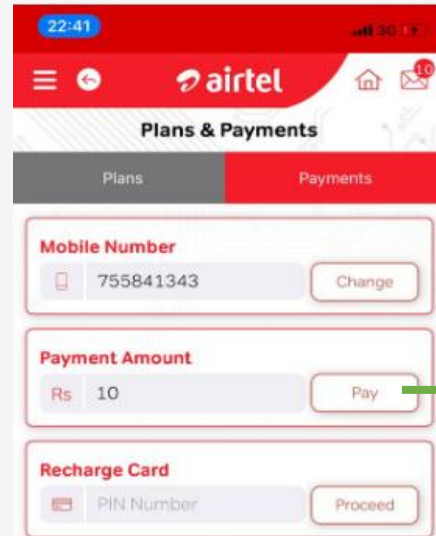 22:41
3G
airtel
10
Plans & Payments
Plans
Payments
Mobile Number
755841343
Change
Payment Amount
Rs 10
Pay
Recharge Card
PIN Number
Proceed